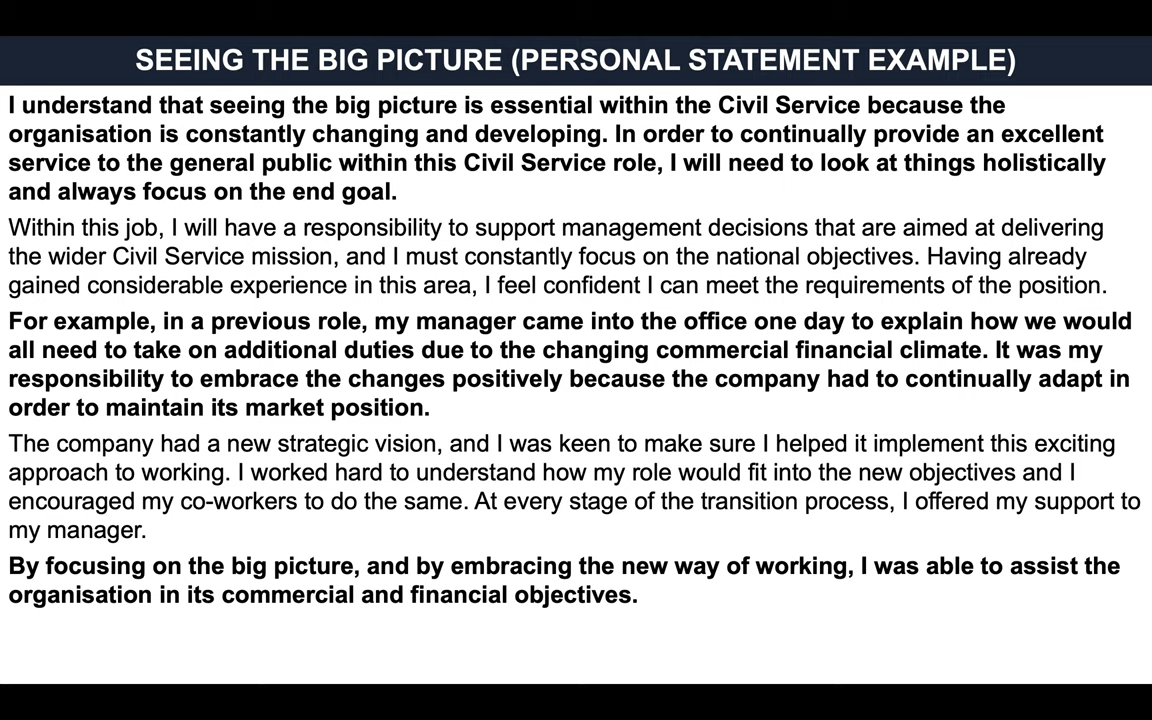 SEEING THE BIG PICTURE (PERSONAL STATEMENT EXAMPLE)
I understand that seeing the big picture is essential within the Civil Service because the
organisation is constantly changing and developing. In order to continually provide an excellent
service to the general public within this Civil Service role, I will need to look at things holistically
and always focus on the end goal.
Within this job, I will have a responsibility to support management decisions that are aimed at delivering
the wider Civil Service mission, and I must constantly focus on the national objectives. Having already
gained considerable experience in this area, I feel confident I can meet the requirements of the position.
For example, in a previous role, my manager came into the office one day to explain how we would
all need to take on additional duties due to the changing commercial financial climate. It was my
responsibility to embrace the changes positively because the company had to continually adapt in
order to maintain its market position.
The company had a new strategic vision, and I was keen to make sure I helped it implement this exciting
approach to working. I worked hard to understand how my role would fit into the new objectives and I
encouraged my co-workers to do the same. At every stage of the transition process, I offered my support to
my manager.
By focusing on the big picture, and by embracing the new way of working, I was able to assist the
organisation in its commercial and financial objectives.